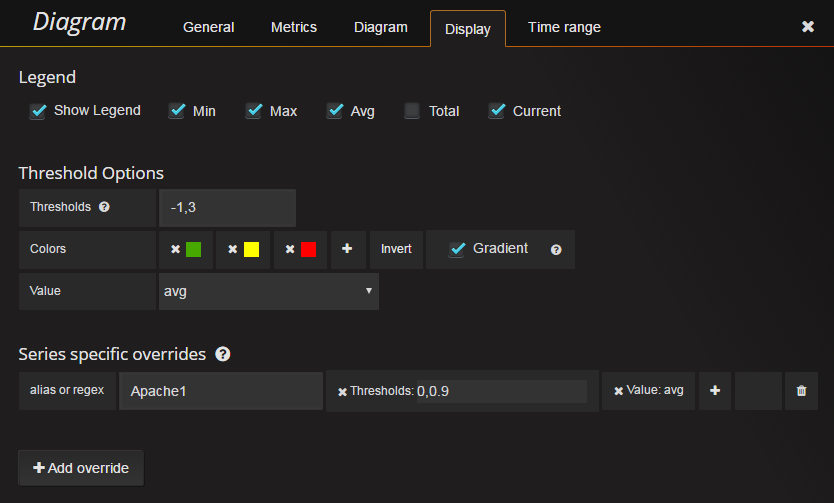 Diagram General Metrics Diagram Display Time range
Legend
Show Legend Min Max Avg Total Current
Threshold Options
Thresholds -1,3
Colors Invert Gradient
Value avg
Series specific overrides
alias or regex Apache1 Thresholds: 0,0.9 Value: avg
Add override